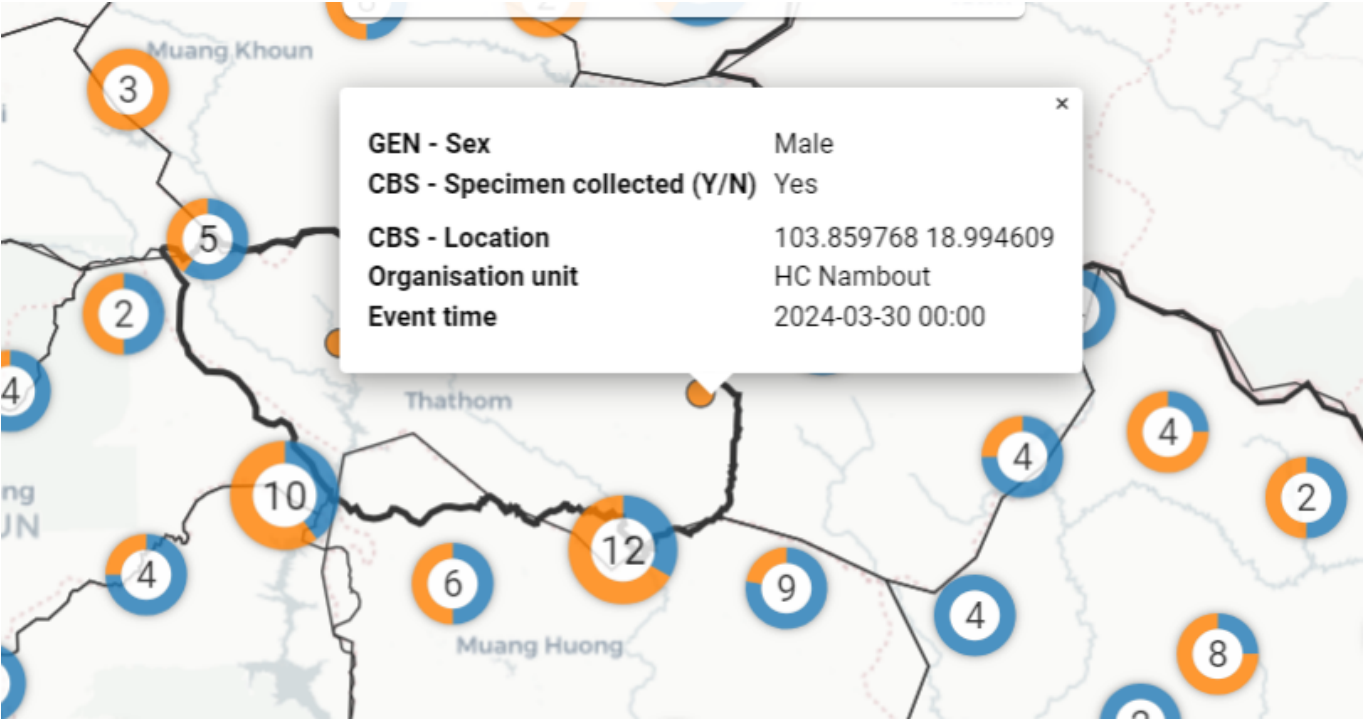 Muang Khoun
3
×
GEN - Sex Male
CBS - Specimen collected (Y/N) Yes
CBS - Location 103.859768 18.994609
Organisation unit HC Nambout
Event time 2024-03-30 00:00
5
2
4
Thathom
4
4
2
10
ng
UN
12
4
6
9
4
Muang Huong
8